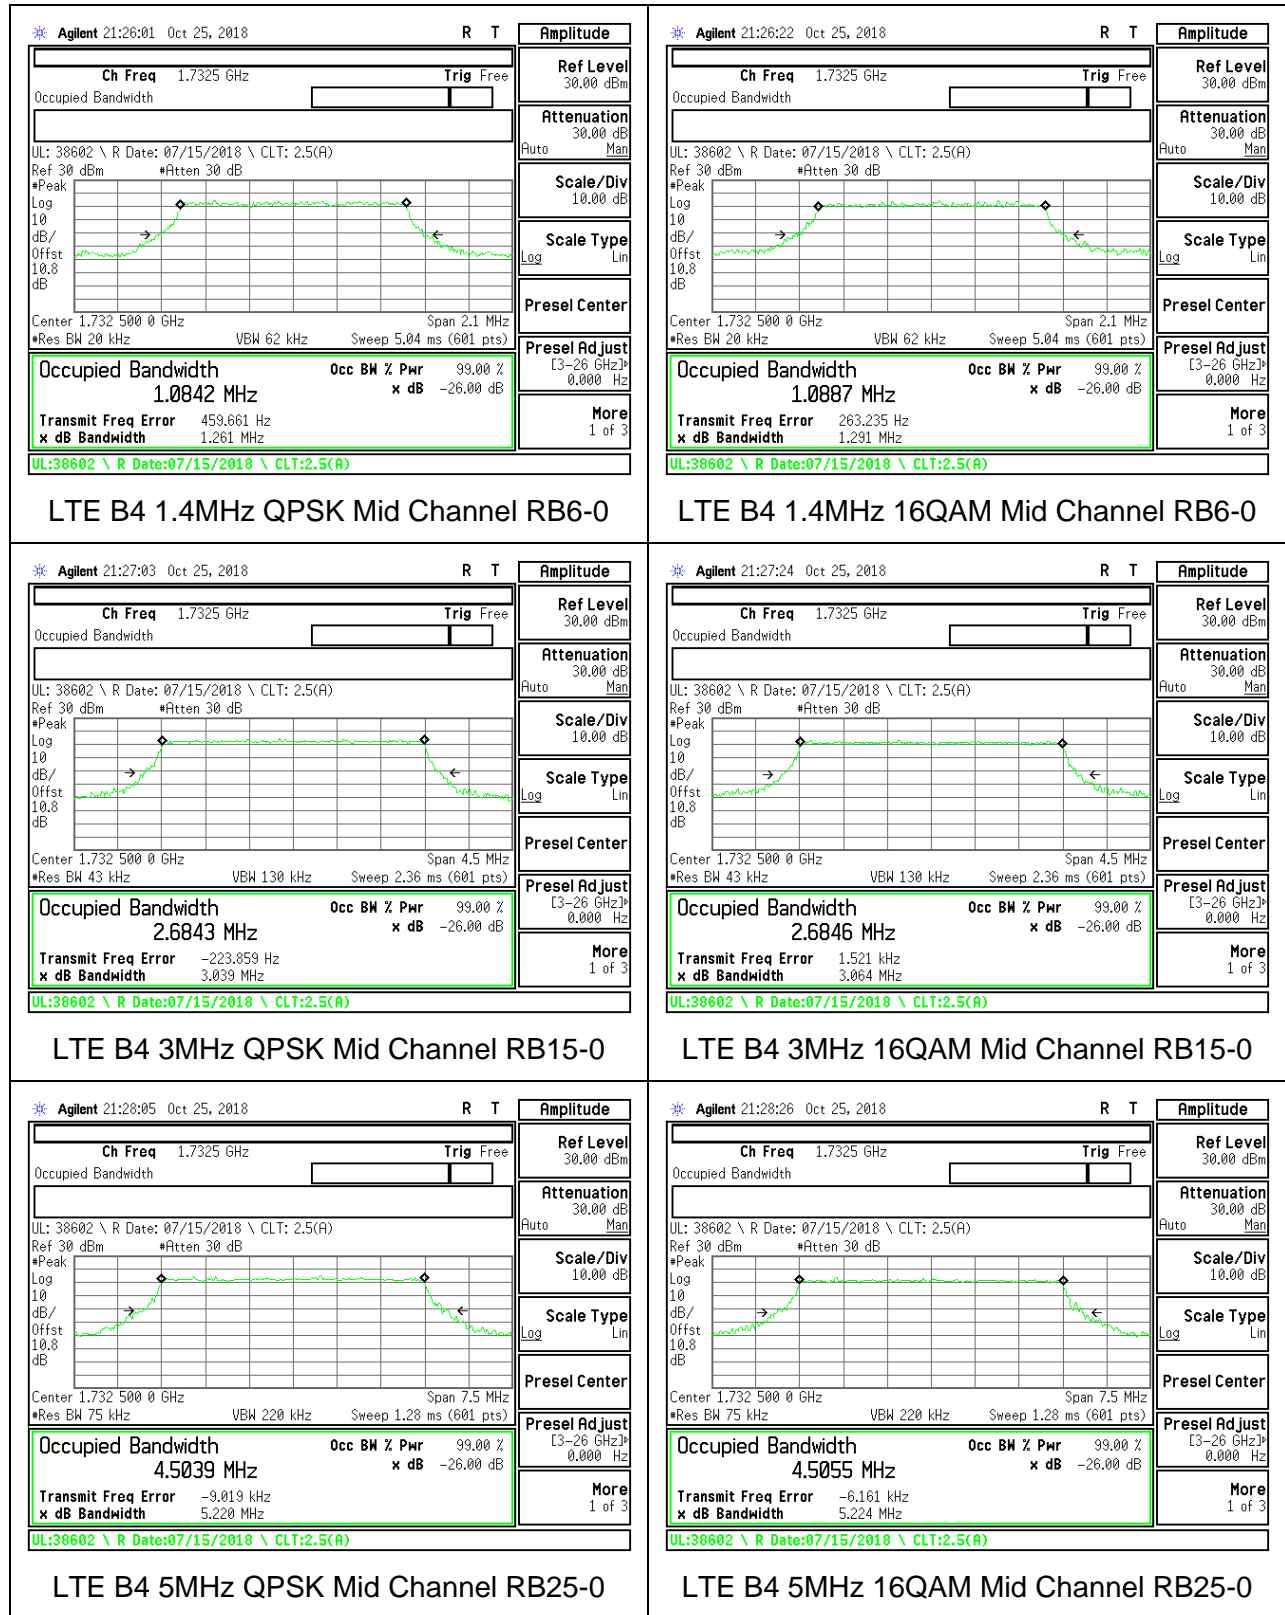 Agilent 21:26:01 Oct 25, 2018 R T Amplitude
Ch Freq 1.7325 GHz Trig Free
Occupied Bandwidth
Ref Level
30.00 dBm
Attenuation
30.00 dB
Auto Man
UL: 38602 \ R Date: 07/15/2018 \ CLT: 2.5(A)
Ref 30 dBm #Atten 30 dB
#Peak
Log
10
dB/
Offst
10.8
dB
Scale/Div
10.00 dB
Scale Type
Log Lin
Presel Center
Center 1.732 500 0 GHz Span 2.1 MHz
#Res BW 20 kHz VBW 62 kHz Sweep 5.04 ms (601 pts)
Presel Adjust
[3-26 GHz]
0.000 Hz
Occupied Bandwidth Occ BW % Pwr 99.00 %
1.0842 MHz x dB -26.00 dB
Transmit Freq Error 459.661 Hz
x dB Bandwidth 1.261 MHz
More
1 of 3
UL:38602 \ R Date:07/15/2018 \ CLT:2.5(A)
LTE B4 1.4MHz QPSK Mid Channel RB6-0
Agilent 21:26:22 Oct 25, 2018 R T Amplitude
Ch Freq 1.7325 GHz Trig Free
Occupied Bandwidth
Ref Level
30.00 dBm
Attenuation
30.00 dB
Auto Man
UL: 38602 \ R Date: 07/15/2018 \ CLT: 2.5(A)
Ref 30 dBm #Atten 30 dB
#Peak
Log
10
dB/
Offst
10.8
dB
Scale/Div
10.00 dB
Scale Type
Log Lin
Presel Center
Center 1.732 500 0 GHz Span 2.1 MHz
#Res BW 20 kHz VBW 62 kHz Sweep 5.04 ms (601 pts)
Presel Adjust
[3-26 GHz]
0.000 Hz
Occupied Bandwidth Occ BW % Pwr 99.00 %
1.0887 MHz x dB -26.00 dB
Transmit Freq Error 263.235 Hz
x dB Bandwidth 1.291 MHz
More
1 of 3
UL:38602 \ R Date:07/15/2018 \ CLT:2.5(A)
LTE B4 1.4MHz 16QAM Mid Channel RB6-0
Agilent 21:27:03 Oct 25, 2018 R T Amplitude
Ch Freq 1.7325 GHz Trig Free
Occupied Bandwidth
Ref Level
30.00 dBm
Attenuation
30.00 dB
Auto Man
UL: 38602 \ R Date: 07/15/2018 \ CLT: 2.5(A)
Ref 30 dBm #Atten 30 dB
#Peak
Log
10
dB/
Offst
10.8
dB
Scale/Div
10.00 dB
Scale Type
Log Lin
Presel Center
Center 1.732 500 0 GHz Span 4.5 MHz
#Res BW 43 kHz VBW 130 kHz Sweep 2.36 ms (601 pts)
Presel Adjust
[3-26 GHz]
0.000 Hz
Occupied Bandwidth Occ BW % Pwr 99.00 %
2.6843 MHz x dB -26.00 dB
Transmit Freq Error -223.859 Hz
x dB Bandwidth 3.039 MHz
More
1 of 3
UL:38602 \ R Date:07/15/2018 \ CLT:2.5(A)
LTE B4 3MHz QPSK Mid Channel RB15-0
Agilent 21:27:24 Oct 25, 2018 R T Amplitude
Ch Freq 1.7325 GHz Trig Free
Occupied Bandwidth
Ref Level
30.00 dBm
Attenuation
30.00 dB
Auto Man
UL: 38602 \ R Date: 07/15/2018 \ CLT: 2.5(A)
Ref 30 dBm #Atten 30 dB
#Peak
Log
10
dB/
Offst
10.8
dB
Scale/Div
10.00 dB
Scale Type
Log Lin
Presel Center
Center 1.732 500 0 GHz Span 4.5 MHz
#Res BW 43 kHz VBW 130 kHz Sweep 2.36 ms (601 pts)
Presel Adjust
[3-26 GHz]
0.000 Hz
Occupied Bandwidth Occ BW % Pwr 99.00 %
2.6846 MHz x dB -26.00 dB
Transmit Freq Error 1.521 kHz
x dB Bandwidth 3.064 MHz
More
1 of 3
UL:38602 \ R Date:07/15/2018 \ CLT:2.5(A)
LTE B4 3MHz 16QAM Mid Channel RB15-0
Agilent 21:28:05 Oct 25, 2018 R T Amplitude
Ch Freq 1.7325 GHz Trig Free
Occupied Bandwidth
Ref Level
30.00 dBm
Attenuation
30.00 dB
Auto Man
UL: 38602 \ R Date: 07/15/2018 \ CLT: 2.5(A)
Ref 30 dBm #Atten 30 dB
#Peak
Log
10
dB/
Offst
10.8
dB
Scale/Div
10.00 dB
Scale Type
Log Lin
Presel Center
Center 1.732 500 0 GHz Span 7.5 MHz
#Res BW 75 kHz VBW 220 kHz Sweep 1.28 ms (601 pts)
Presel Adjust
[3-26 GHz]
0.000 Hz
Occupied Bandwidth Occ BW % Pwr 99.00 %
4.5039 MHz x dB -26.00 dB
Transmit Freq Error -9.019 kHz
x dB Bandwidth 5.220 MHz
More
1 of 3
UL:38602 \ R Date:07/15/2018 \ CLT:2.5(A)
LTE B4 5MHz QPSK Mid Channel RB25-0
Agilent 21:28:26 Oct 25, 2018 R T Amplitude
Ch Freq 1.7325 GHz Trig Free
Occupied Bandwidth
Ref Level
30.00 dBm
Attenuation
30.00 dB
Auto Man
UL: 38602 \ R Date: 07/15/2018 \ CLT: 2.5(A)
Ref 30 dBm #Atten 30 dB
#Peak
Log
10
dB/
Offst
10.8
dB
Scale/Div
10.00 dB
Scale Type
Log Lin
Presel Center
Center 1.732 500 0 GHz Span 7.5 MHz
#Res BW 75 kHz VBW 220 kHz Sweep 1.28 ms (601 pts)
Presel Adjust
[3-26 GHz]
0.000 Hz
Occupied Bandwidth Occ BW % Pwr 99.00 %
4.5055 MHz x dB -26.00 dB
Transmit Freq Error -6.161 kHz
x dB Bandwidth 5.224 MHz
More
1 of 3
UL:38602 \ R Date:07/15/2018 \ CLT:2.5(A)
LTE B4 5MHz 16QAM Mid Channel RB25-0